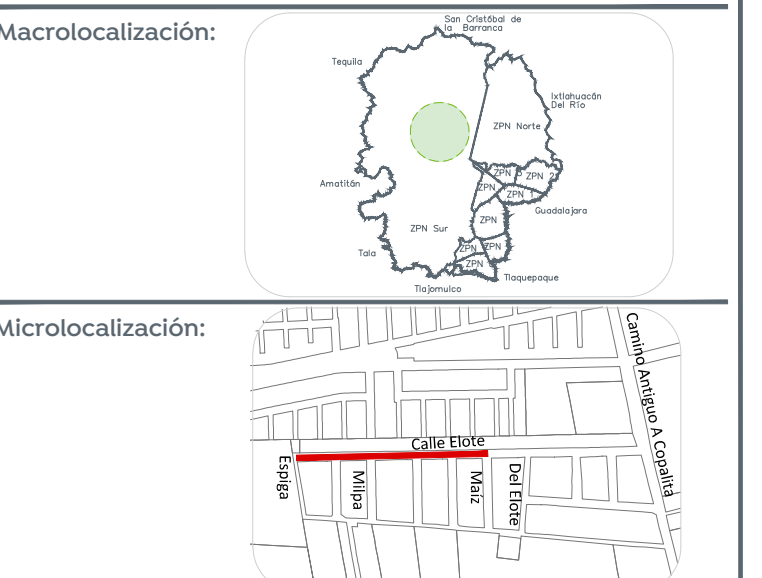 Macrolocalización:
San Cristóbal de
la Barranca
Tequila
Ixtlahuacán
Del Río
ZPN Norte
ZPN
ZPN 2
Amatitán
ZPN
ZPN 1
Guadalajara
ZPN
ZPN Sur
ZPN
ZPN
Tala
ZPN
Tlaquepaque
Tlajomulco
Microlocalización:
Camino Antiguo A Copalita
Calle Elote
Espiga
Milpa
Maíz
Del Elote